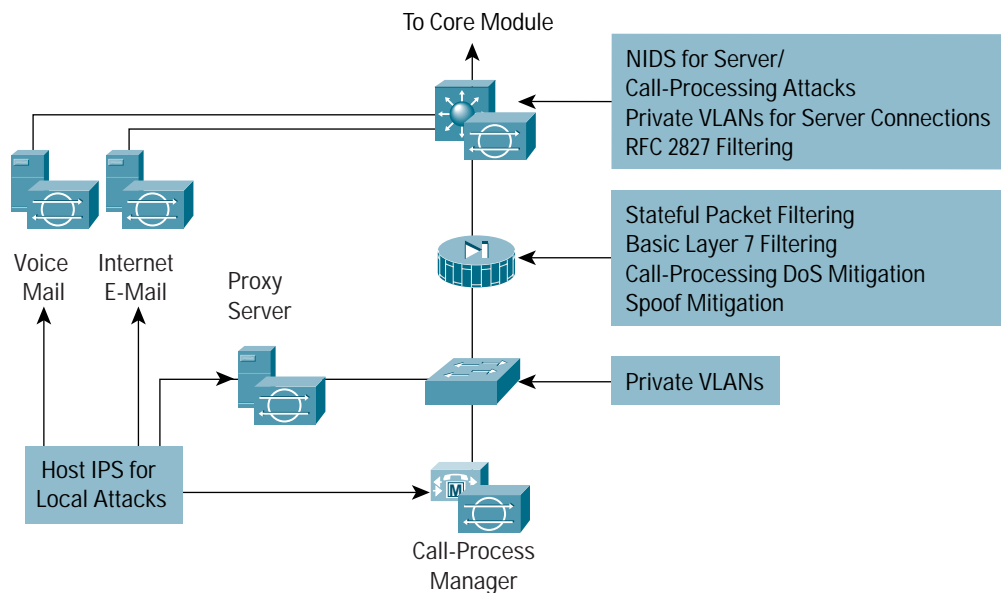 To Core Module
NIDS for Server/
Call-Processing Attacks
Private VLANs for Server Connections
RFC 2827 Filtering
Stateful Packet Filtering
Basic Layer 7 Filtering
Call-Processing DoS Mitigation
Spoof Mitigation
Voice
Mail
Internet
E-Mail
Proxy
Server
Private VLANs
Host IPS for
Local Attacks
M
Call-Process
Manager